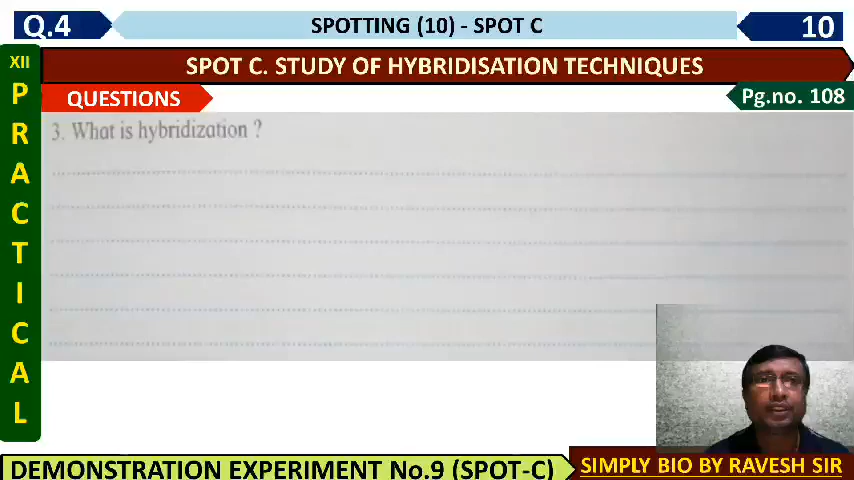 Q.4
SPOTTING (10) - SPOT C
10
XII
PRACTICAL
SPOT C. STUDY OF HYBRIDISATION TECHNIQUES
QUESTIONS
Pg.no. 108
3. What is hybridization ?
DEMONSTRATION EXPERIMENT No.9 (SPOT-C)
SIMPLY BIO BY RAVESH SIR